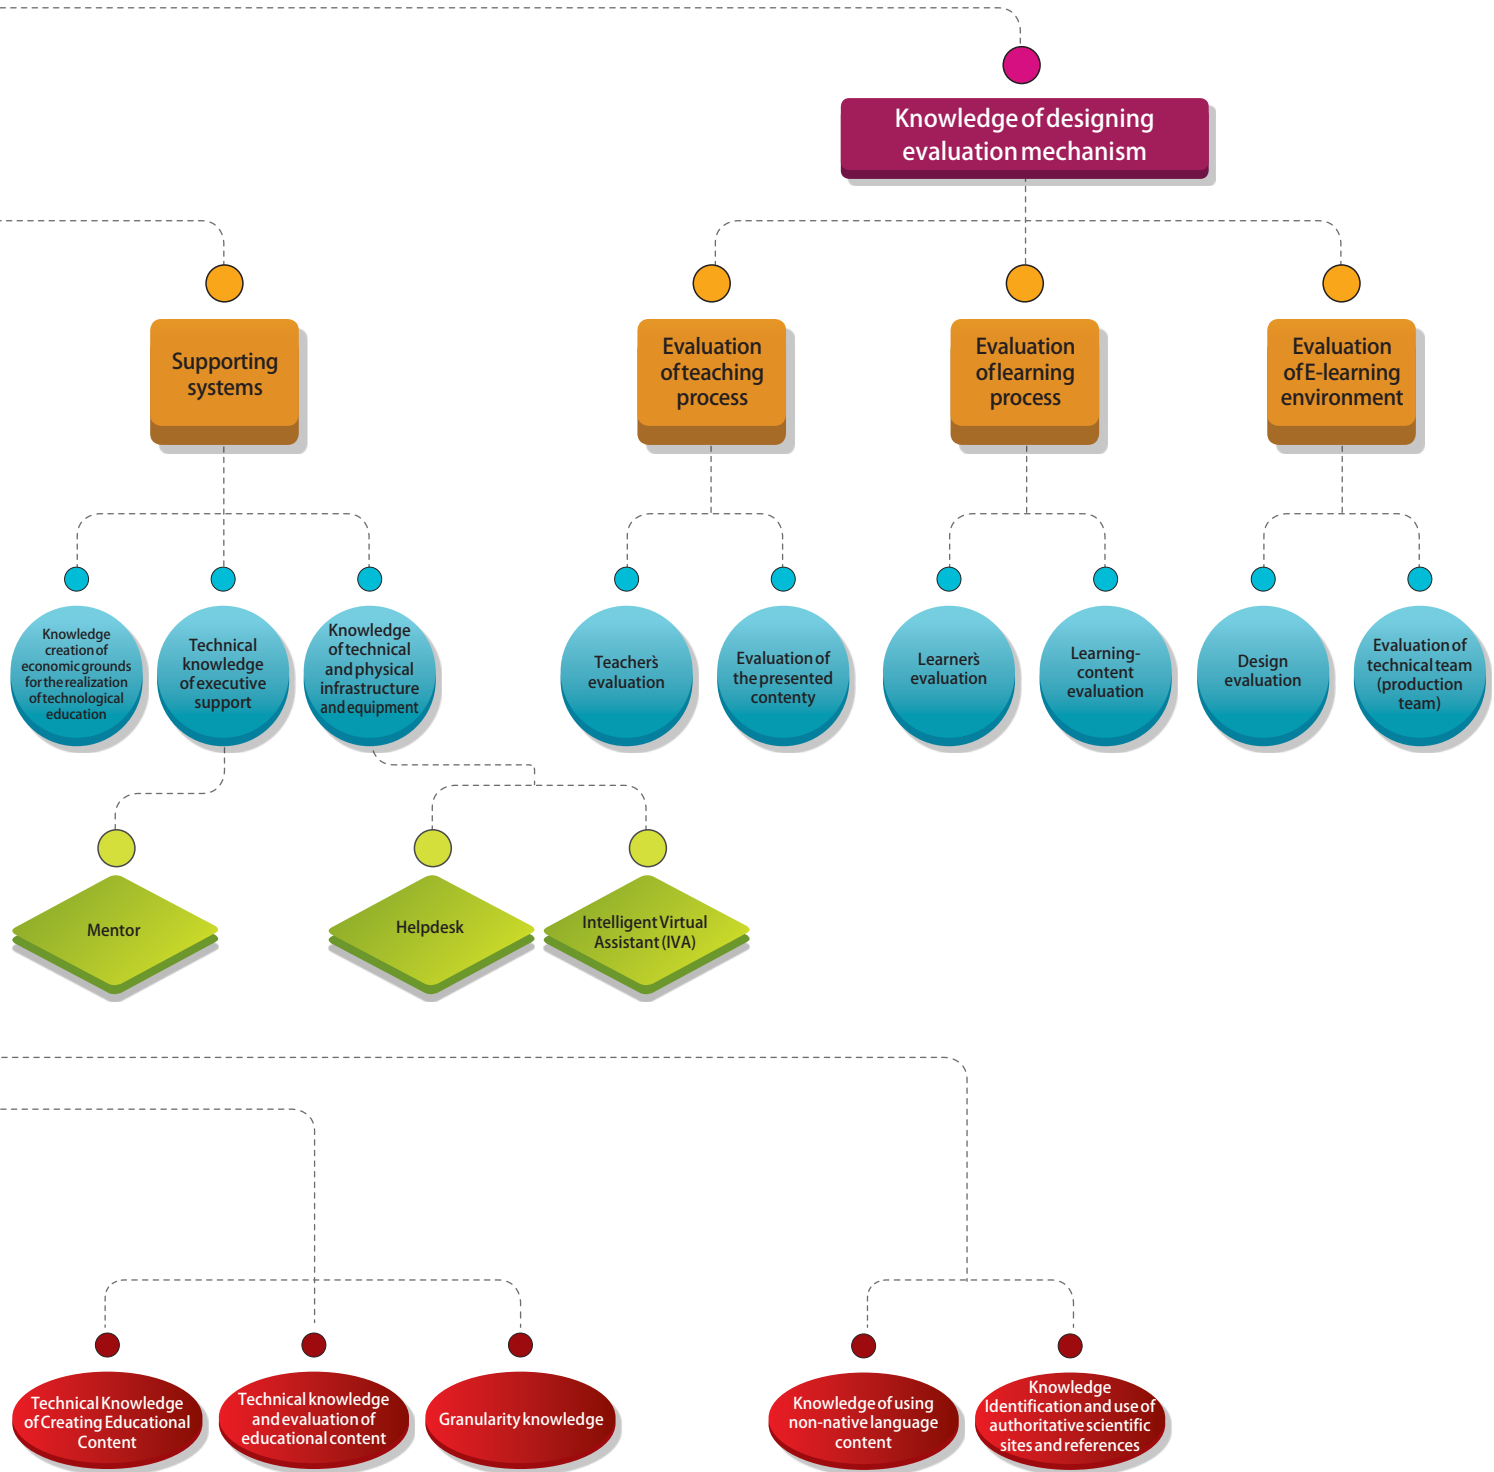 Knowledge of designing
evaluation mechanism
Supporting
systems
Evaluation
of teaching
process
Evaluation
of learning
process
Evaluation
of E-learning
environment
Knowledge
creation of
economic grounds
for the realization
of technological
education
Technical
knowledge
of executive
support
Knowledge
of technical
and physical
infrastructure
and equipment
Teacher's
evaluation
Evaluation of
the presented
contenty
Learner's
evaluation
Learning-
content
evaluation
Design
evaluation
Evaluation of
technical team
(production
team)
Mentor
Helpdesk
Intelligent Virtual
Assistant (IVA)
Technical Knowledge
of Creating Educational
Content
Technical knowledge
and evaluation of
educational content
Granularity knowledge
Knowledge of using
non-native language
content
Knowledge
Identification and use of
authoritative scientific
sites and references